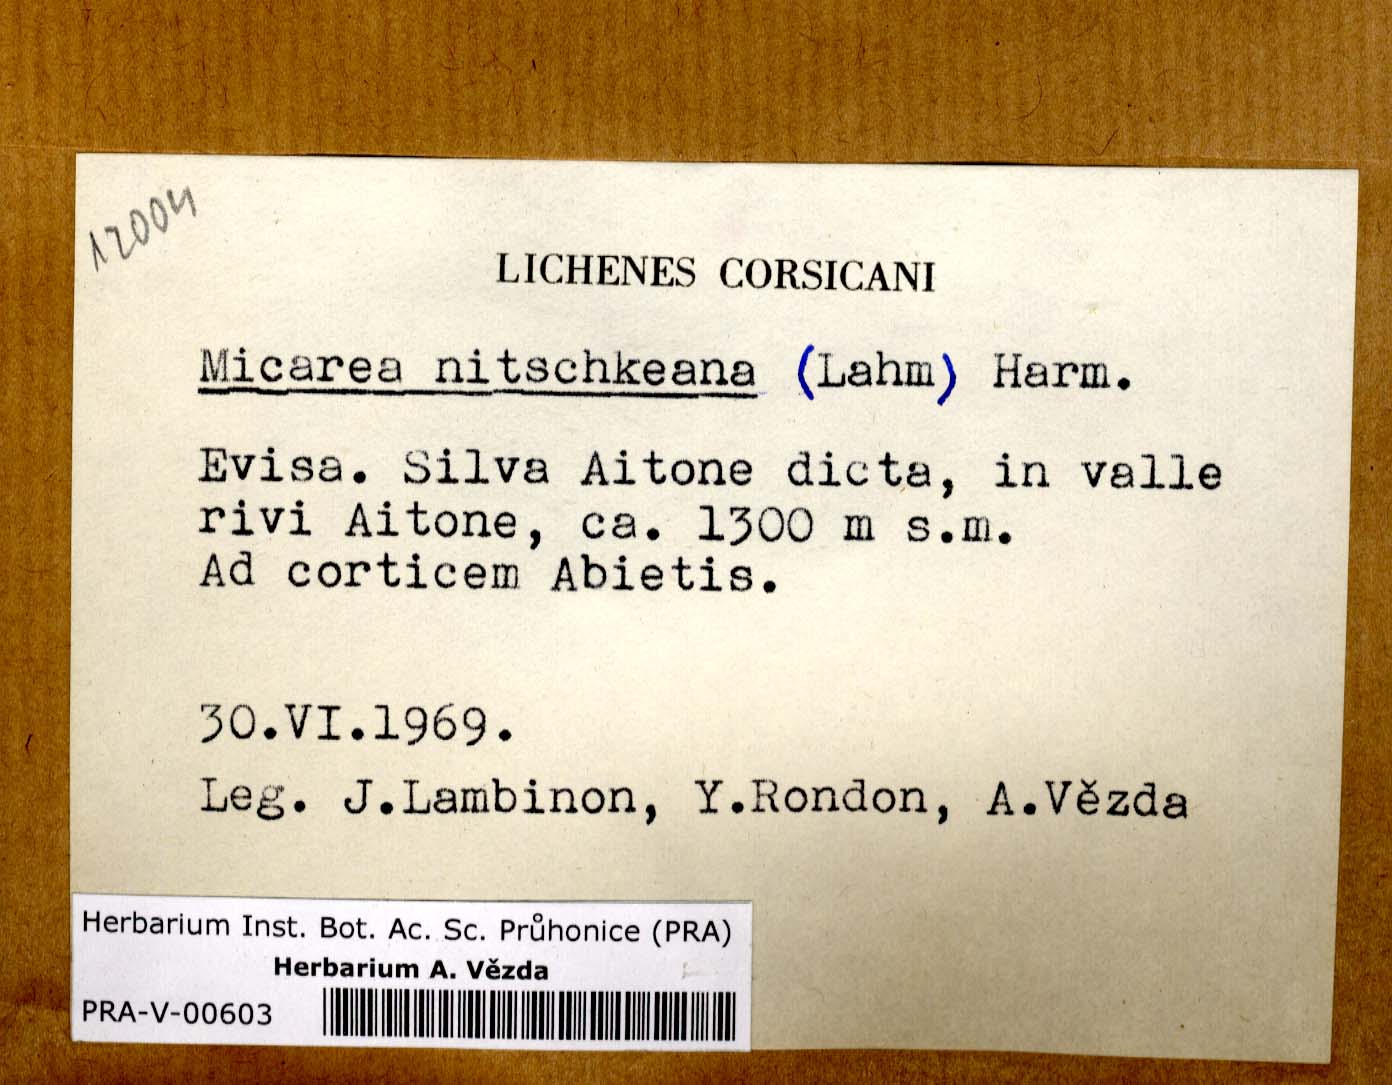 12004
LICHENES CORSICANI
Micarea nitschkeana (Lahm) Harm.
Evisa. Silva Aitone dicta, in valle
rivi Aitone, ca. 1300 m s.m.
Ad corticem Abietis.
30.VI.1969.
Leg. J.Lambinon, Y.Rondon, A.Vězda
Herbarium Inst. Bot. Ac. Sc. Průhonice (PRA)
Herbarium A. Vězda
PRA-V-00603